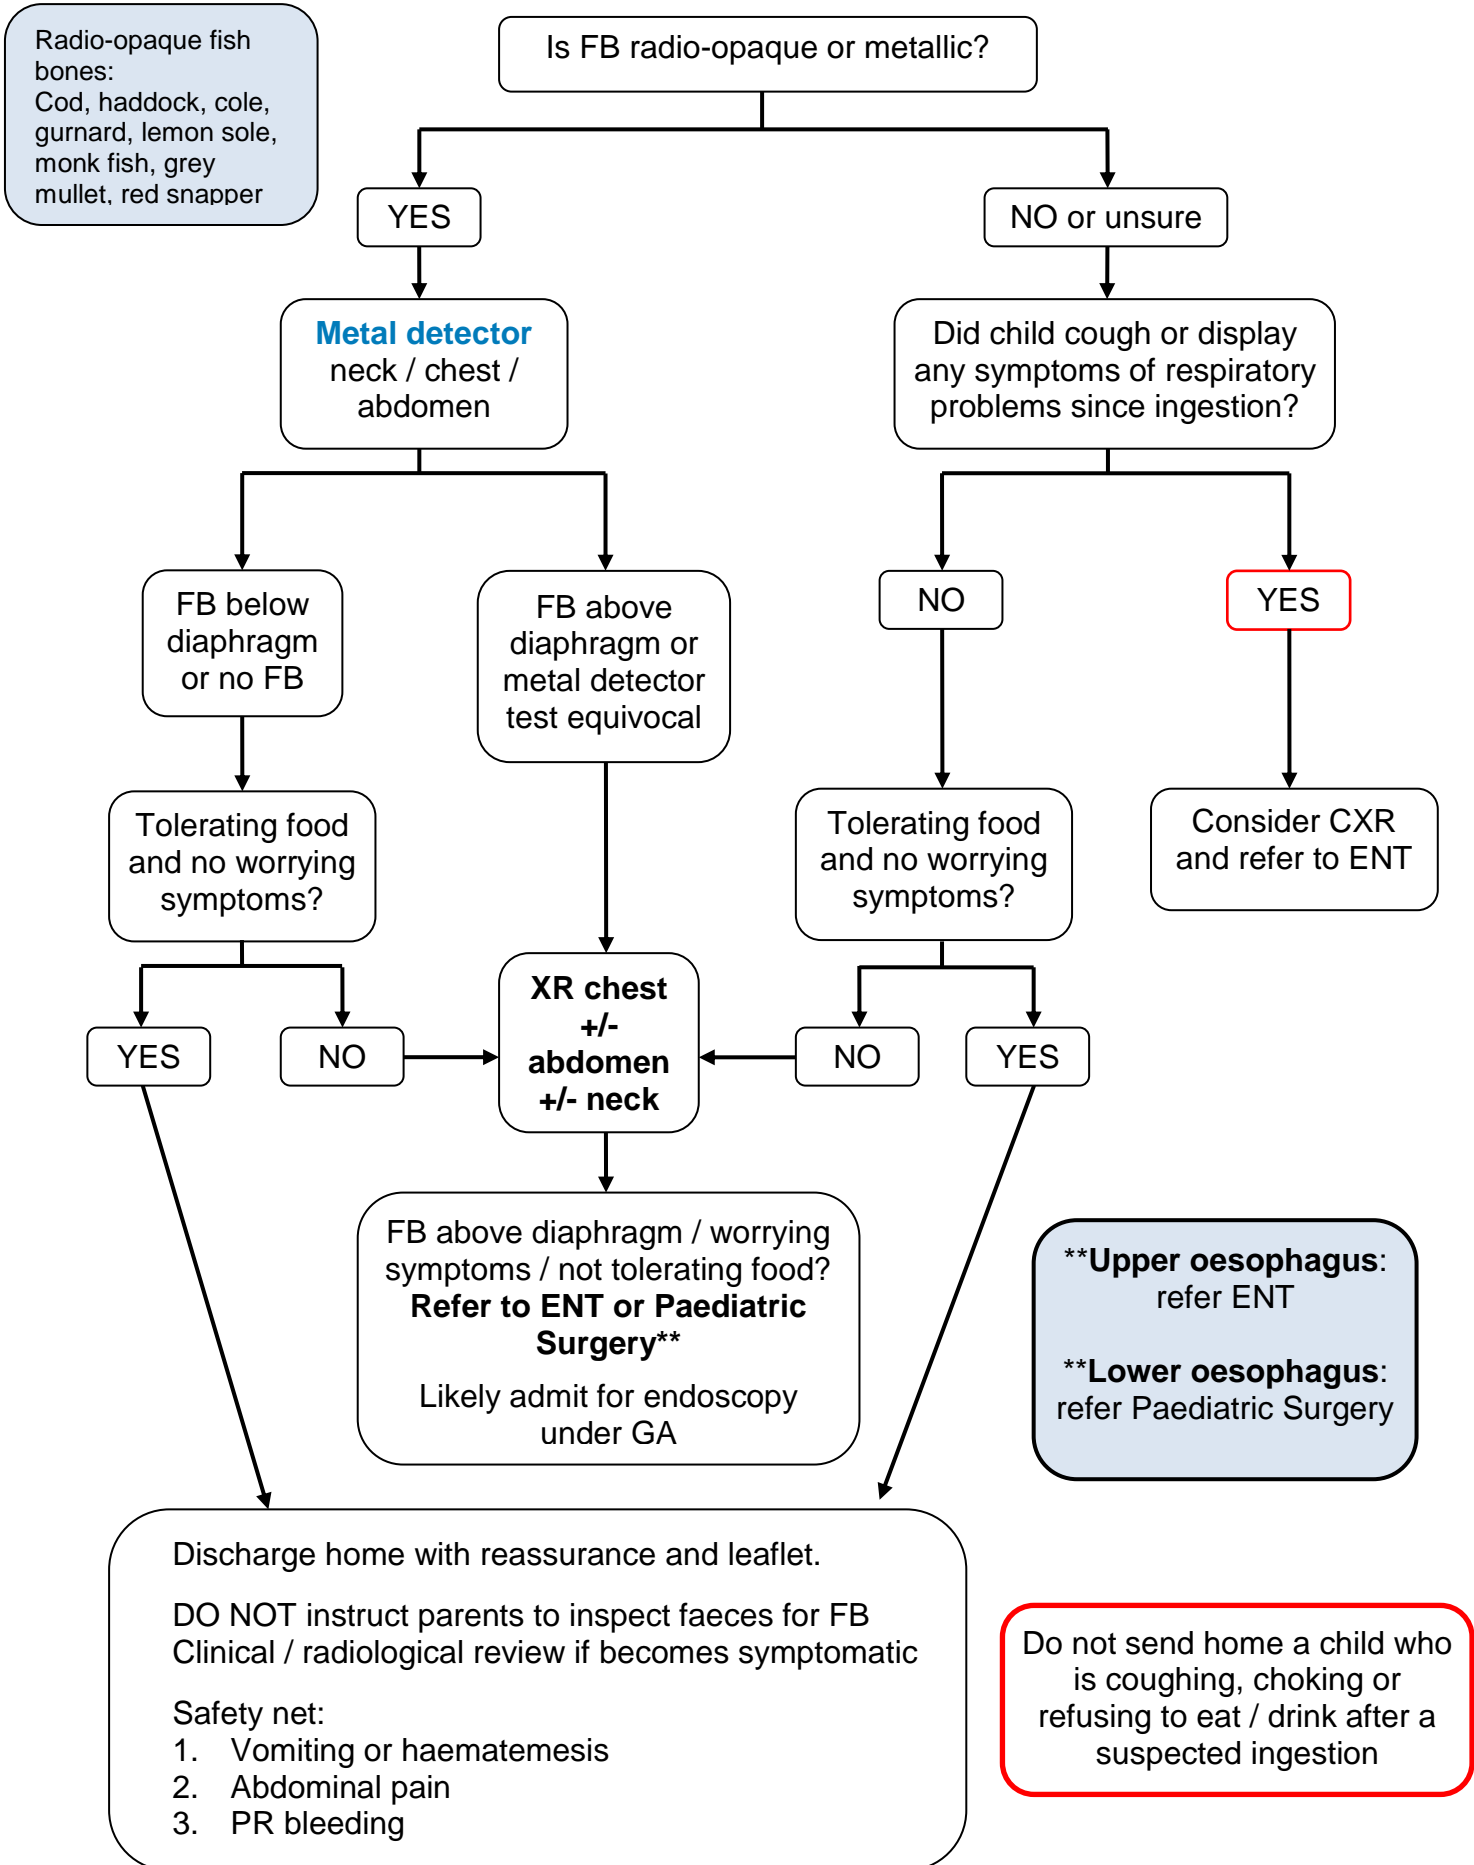 Radio-opaque fish
bones:
Cod, haddock, cole,
gurnard, lemon sole,
monk fish, grey
mullet, red snapper
Is FB radio-opaque or metallic?
YES
NO or unsure
Metal detector
neck / chest /
abdomen
Did child cough or display
any symptoms of respiratory
problems since ingestion?
FB below
diaphragm
or no FB
FB above
diaphragm or
metal detector
test equivocal
NO
YES
Tolerating food
and no worrying
symptoms?
Tolerating food
and no worrying
symptoms?
Consider CXR
and refer to ENT
YES
NO
XR chest
+/-
abdomen
+/- neck
NO
YES
FB above diaphragm / worrying
symptoms / not tolerating food?
Refer to ENT or Paediatric
Surgery**
Likely admit for endoscopy
under GA
**Upper oesophagus:
refer ENT
**Lower oesophagus:
refer Paediatric Surgery
Discharge home with reassurance and leaflet.
DO NOT instruct parents to inspect faeces for FB
Clinical / radiological review if becomes symptomatic
Safety net:
1. Vomiting or haematemesis
2. Abdominal pain
3. PR bleeding
Do not send home a child who
is coughing, choking or
refusing to eat / drink after a
suspected ingestion